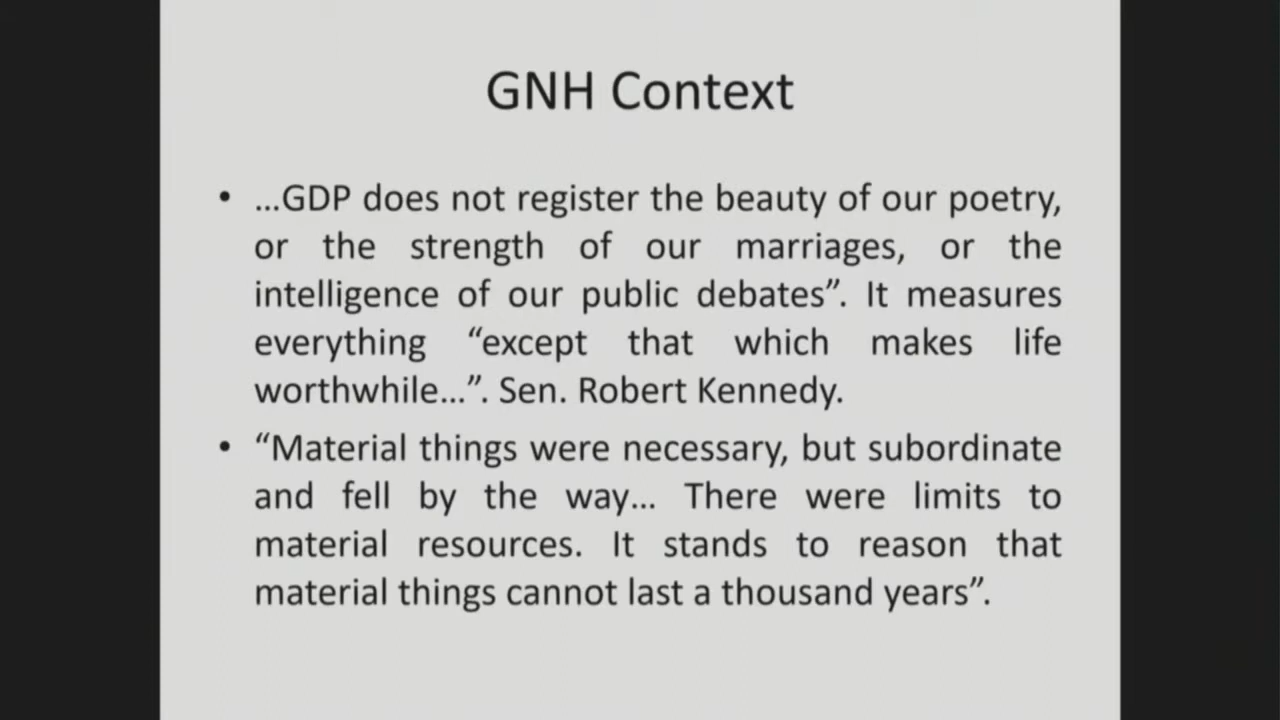 GNH Context
• …GDP does not register the beauty of our poetry,
or the strength of our marriages, or the
intelligence of our public debates”. It measures
everything “except that which makes life
worthwhile…”. Sen. Robert Kennedy.
• “Material things were necessary, but subordinate
and fell by the way… There were limits to
material resources. It stands to reason that
material things cannot last a thousand years”.